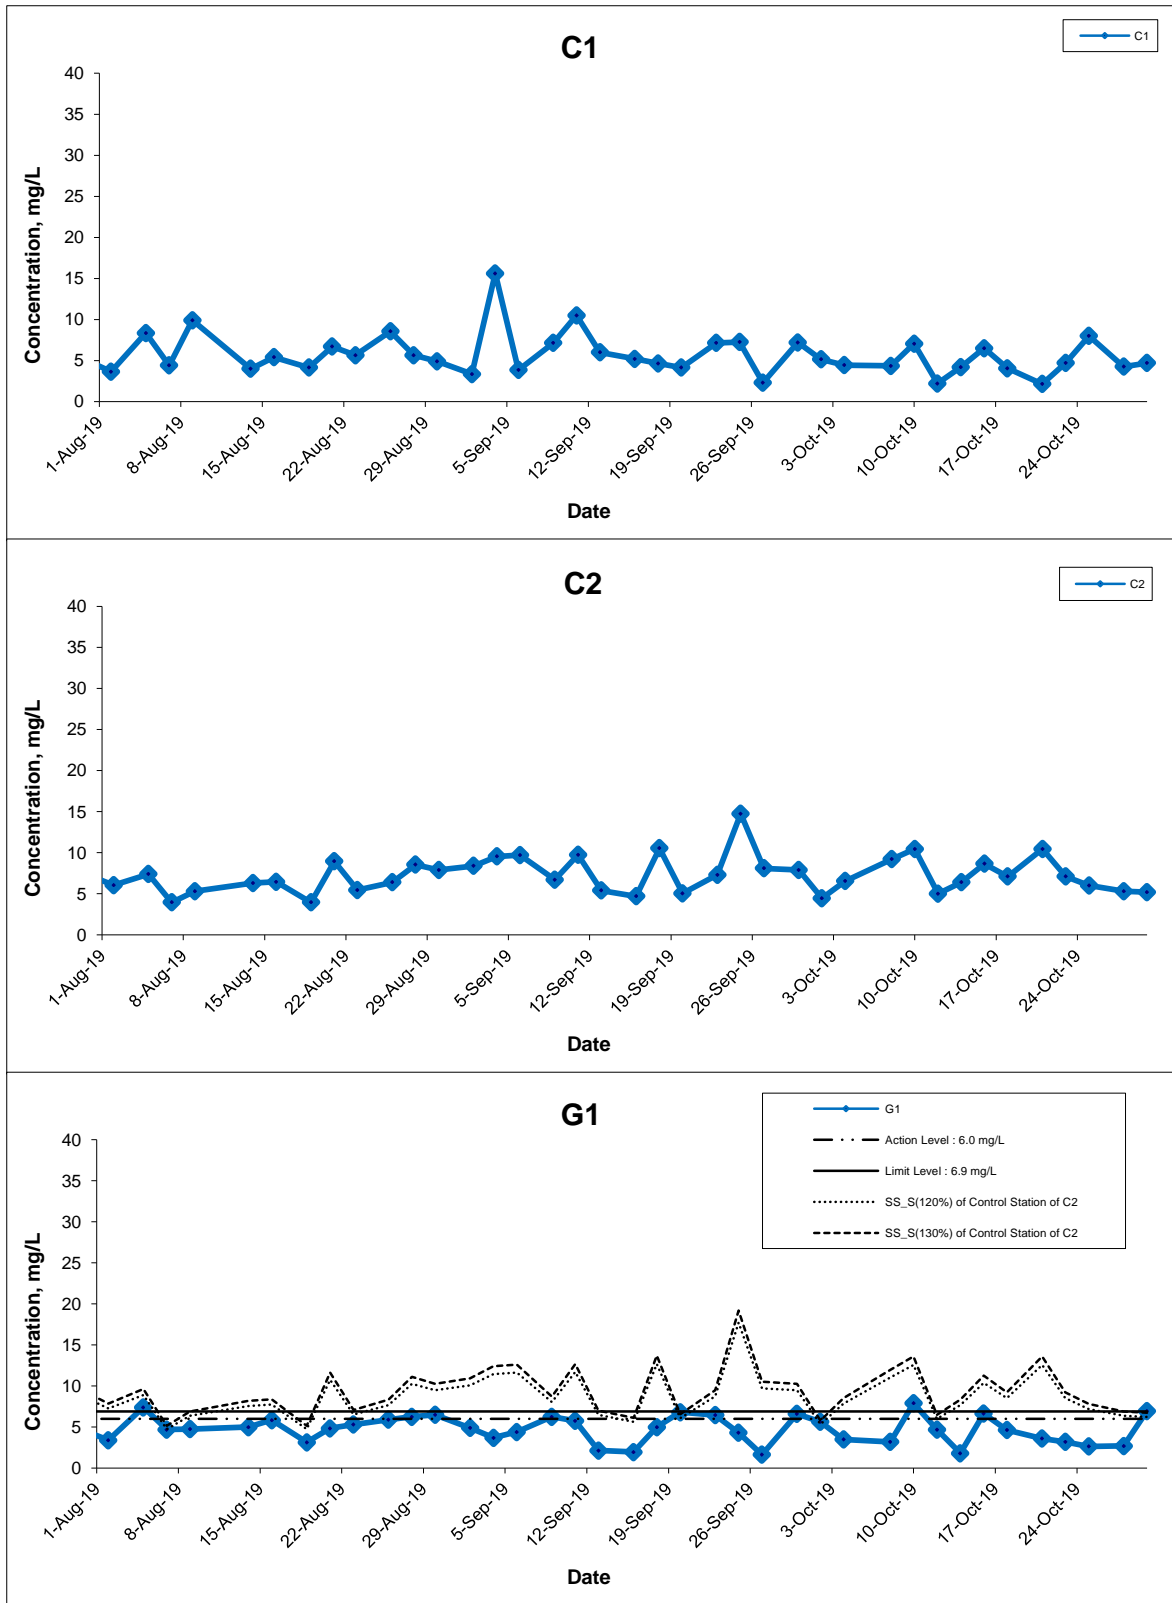 C1
C1
Concentration, mg/L
40
35
30
25
20
15
10
5
0
1-Aug-19
8-Aug-19
15-Aug-19
22-Aug-19
29-Aug-19
5-Sep-19
12-Sep-19
19-Sep-19
26-Sep-19
3-Oct-19
10-Oct-19
17-Oct-19
24-Oct-19
Date
C2
C2
Concentration, mg/L
40
35
30
25
20
15
10
5
0
1-Aug-19
8-Aug-19
15-Aug-19
22-Aug-19
29-Aug-19
5-Sep-19
12-Sep-19
19-Sep-19
26-Sep-19
3-Oct-19
10-Oct-19
17-Oct-19
24-Oct-19
Date
G1
G1
Action Level : 6.0 mg/L
Limit Level : 6.9 mg/L
SS_S(120%) of Control Station of C2
SS_S(130%) of Control Station of C2
Concentration, mg/L
40
35
30
25
20
15
10
5
0
1-Aug-19
8-Aug-19
15-Aug-19
22-Aug-19
29-Aug-19
5-Sep-19
12-Sep-19
19-Sep-19
26-Sep-19
3-Oct-19
10-Oct-19
17-Oct-19
24-Oct-19
Date